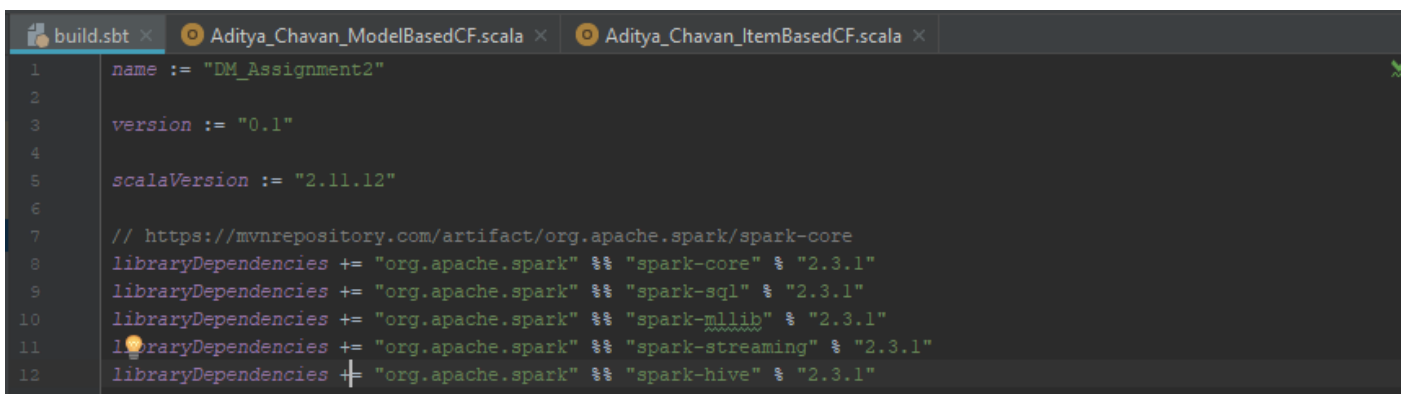 build.sbt Aditya_Chavan_ModelBasedCF.scala Aditya_Chavan_ItemBasedCF.scala
1 name := "DM_Assignment2"
2
3 version := "0.1"
4
5 scalaVersion := "2.11.12"
6
7 // https://mvnrepository.com/artifact/org.apache.spark/spark-core
8 libraryDependencies += "org.apache.spark" %% "spark-core" % "2.3.1"
9 libraryDependencies += "org.apache.spark" %% "spark-sql" % "2.3.1"
10 libraryDependencies += "org.apache.spark" %% "spark-mllib" % "2.3.1"
11 libraryDependencies += "org.apache.spark" %% "spark-streaming" % "2.3.1"
12 libraryDependencies += "org.apache.spark" %% "spark-hive" % "2.3.1"